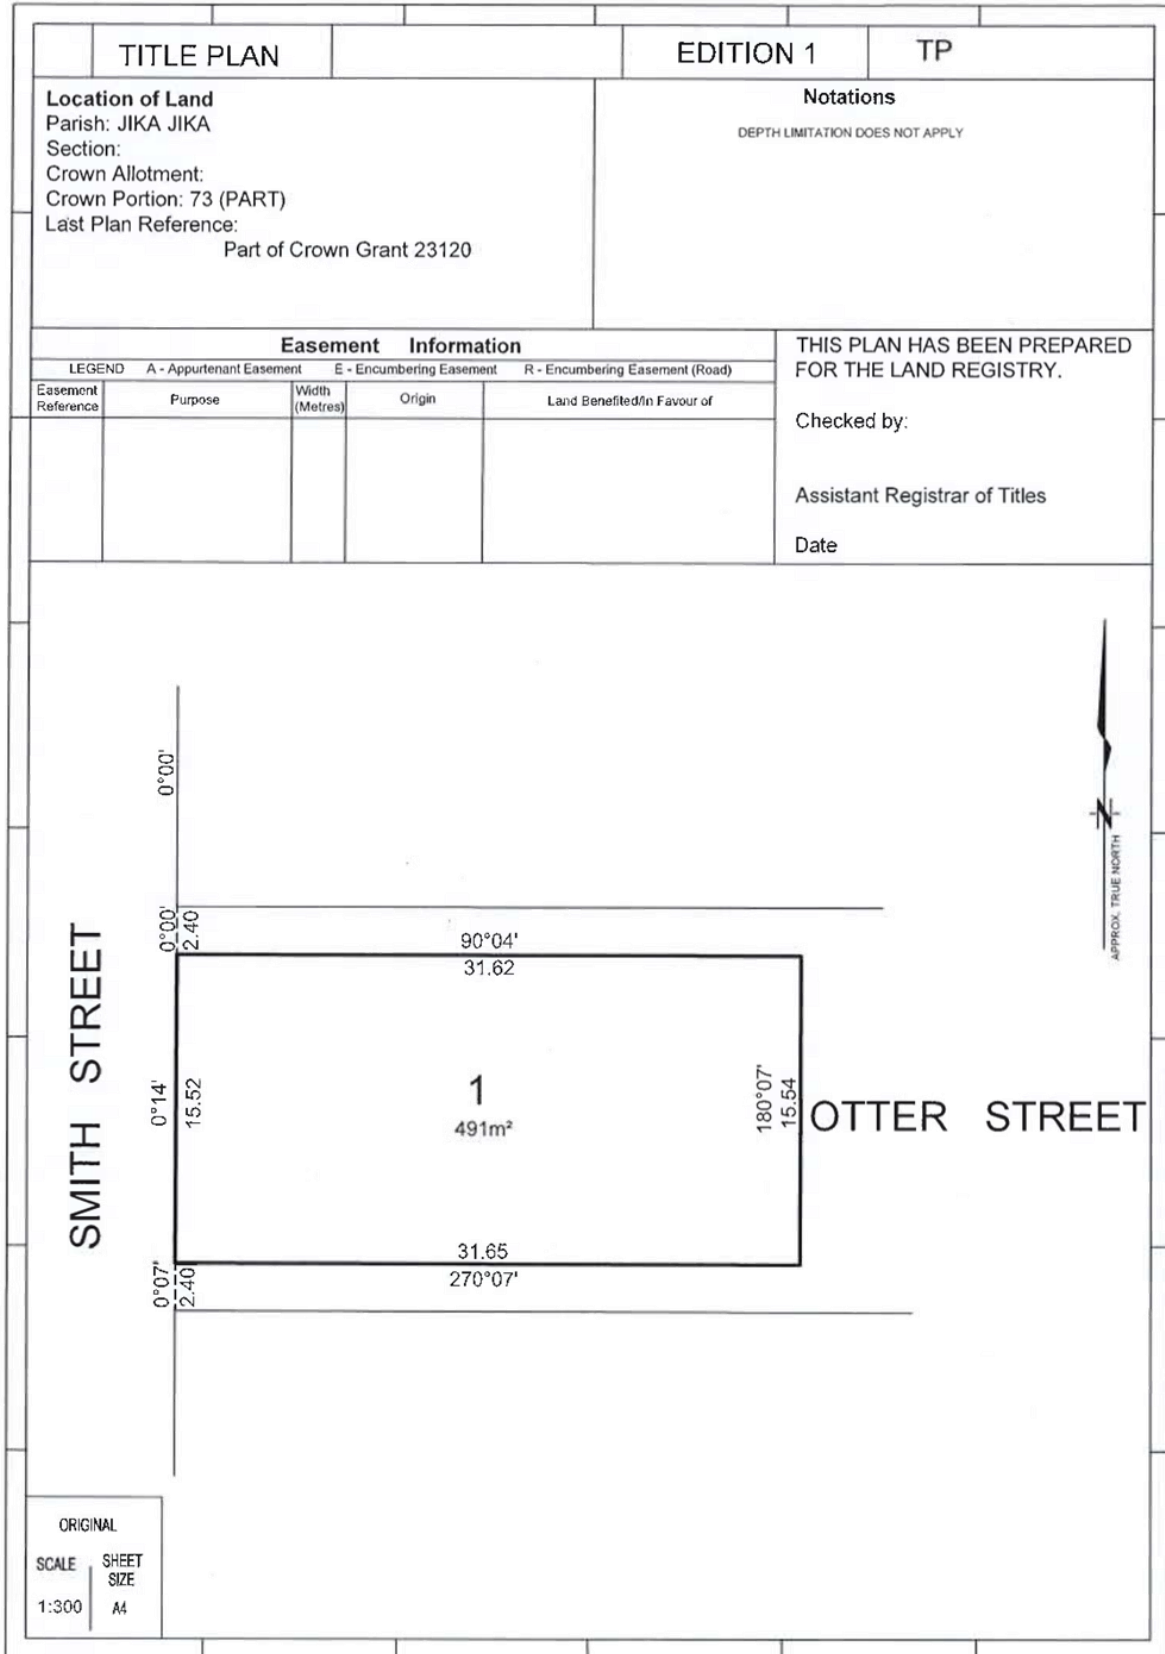 TITLE PLAN
EDITION 1
TP
Location of Land
Parish: JIKA JIKA
Section:
Crown Allotment:
Crown Portion: 73 (PART)
Last Plan Reference:
Part of Crown Grant 23120
Notations
DEPTH LIMITATION DOES NOT APPLY
Easement Information
LEGEND A - Appurtenant Easement E - Encumbering Easement R - Encumbering Easement (Road)
Easement
Reference
Purpose
Width
(Metres)
Origin
Land Benefited/In Favour of
THIS PLAN HAS BEEN PREPARED
FOR THE LAND REGISTRY.
Checked by:
Assistant Registrar of Titles
Date
0°00'
0°00'
2.40
90°04'
31.62
SMITH STREET
0°14'
15.52
1
491m²
180°07'
15.54
OTTER STREET
31.65
270°07'
0°07'
2.40
N
APPROX. TRUE NORTH
ORIGINAL
SCALE
SHEET
SIZE
1:300
A4